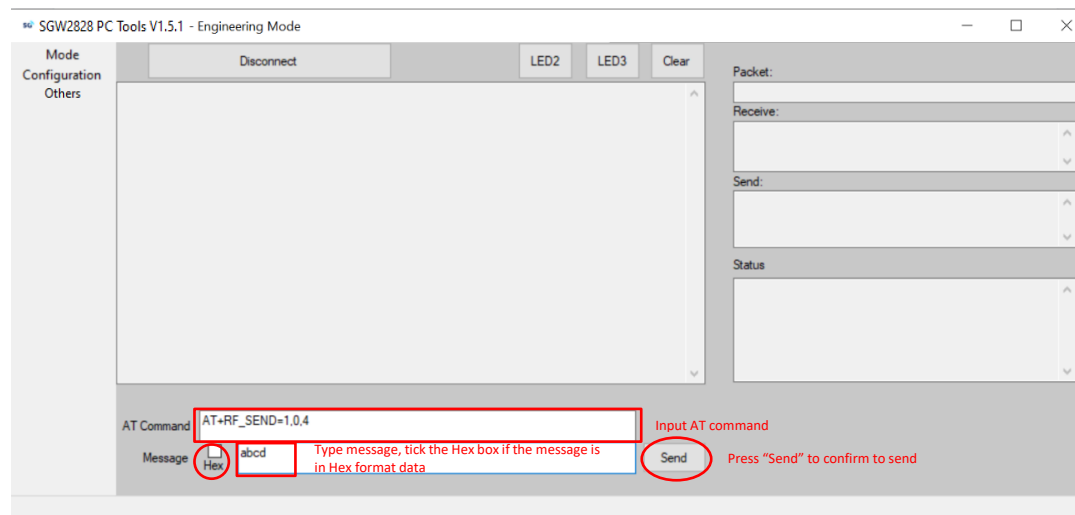 SGW2828 PC Tools V1.5.1 - Engineering Mode
Mode
Configuration
Others
Disconnect
LED2
LED3
Clear
Packet:
Receive:
Send:
Status
AT Command
AT+RF_SEND=1,0,4
Input AT command
Message
Hex
abcd
Type message, tick the Hex box if the message is
in Hex format data
Send
Press “Send” to confirm to send